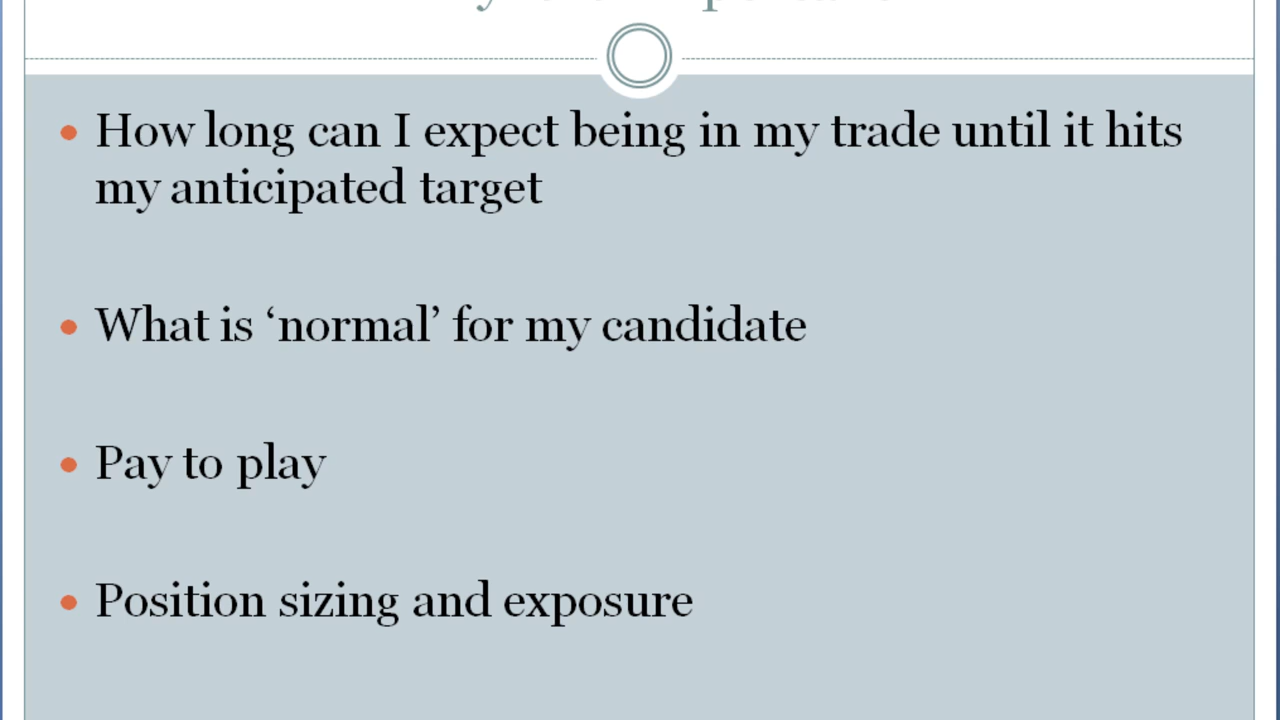 How long can I expect being in my trade until it hits
my anticipated target
What is ‘normal’ for my candidate
Pay to play
Position sizing and exposure